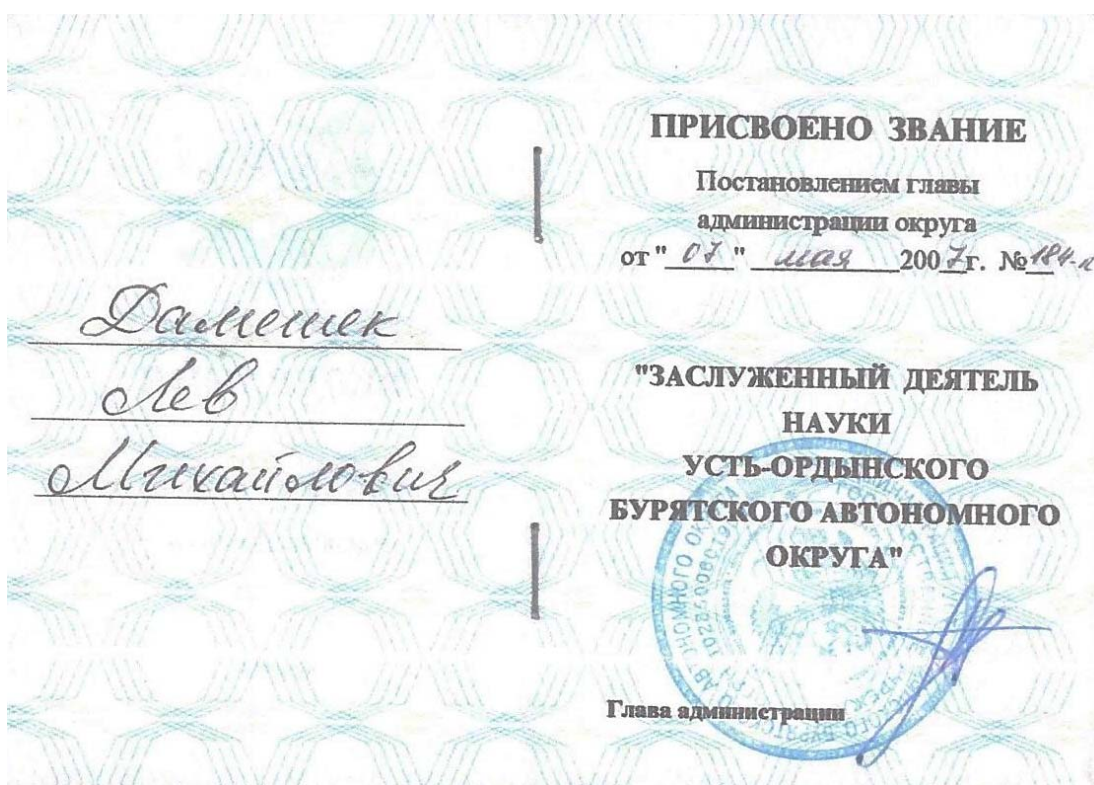 Дамешек
Лев
Михайлович
ПРИСВОЕНО ЗВАНИЕ
Постановлением главы
администрации округа
от "07" мая 2007г. №184-п
"ЗАСЛУЖЕННЫЙ ДЕЯТЕЛЬ
НАУКИ
УСТЬ-ОРДЫНСКОГО
БУРЯТСКОГО АВТОНОМНОГО
ОКРУГА"
Глава администрации